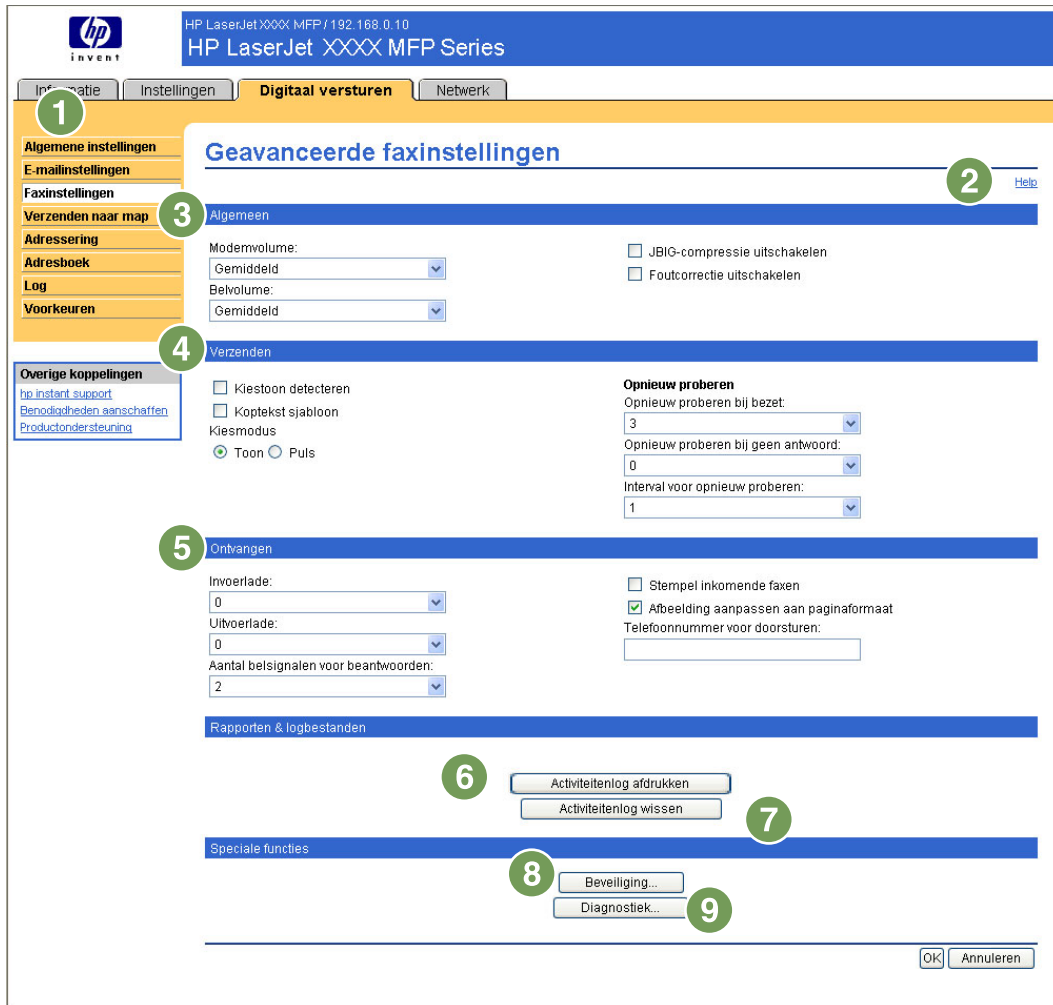 hp
invent
HP LaserJet XXXX MFP / 192.168.0.10
HP LaserJet XXXX MFP Series
Informatie Instellingen Digitaal versturen Netwerk
1
Algemene instellingen
E-mailinstellingen
Faxinstellingen
Verzenden naar map
Adressering
Adresboek
Log
Voorkeuren
Overige koppelingen
hp instant support
Benodigdheden aanschaffen
Productondersteuning
Geavanceerde faxinstellingen
2
Help
3
Algemeen
Modemvolume:
Gemiddeld
Belvolume:
Gemiddeld
JBIG-compressie uitschakelen
Foutcorrectie uitschakelen
4
Verzenden
Kiestoon detecteren
Koptekst sjabloon
Kiesmodus
Toon Puls
Opnieuw proberen
Opnieuw proberen bij bezet:
3
Opnieuw proberen bij geen antwoord:
0
Interval voor opnieuw proberen:
1
5
Ontvangen
Invoerlade:
0
Uitvoerlade:
0
Aantal belsignalen voor beantwoorden:
2
Stempel inkomende faxen
Afbeelding aanpassen aan paginaformaat
Telefoonnummer voor doorsturen:
Rapporten & logbestanden
6
Activiteitenlog afdrukken
Activiteitenlog wissen
7
Speciale functies
8
Beveiliging...
Diagnostiek...
9
OK Annuleren